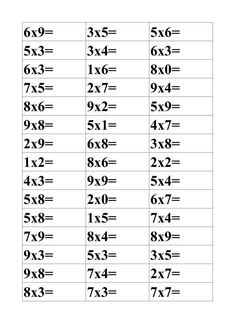 6x9= 3x5= 5x6=
5x3= 3x4= 6x3=
6x3= 1x6= 8x0=
7x5= 2x7= 9x4=
8x6= 9x2= 5x9=
9x8= 5x1= 4x7=
2x9= 6x8= 3x8=
1x2= 8x6= 2x2=
4x3= 9x9= 5x4=
5x8= 2x0= 6x7=
5x8= 1x5= 7x4=
7x9= 8x4= 8x9=
9x3= 5x3= 3x5=
9x8= 7x4= 2x7=
8x3= 7x3= 7x7=